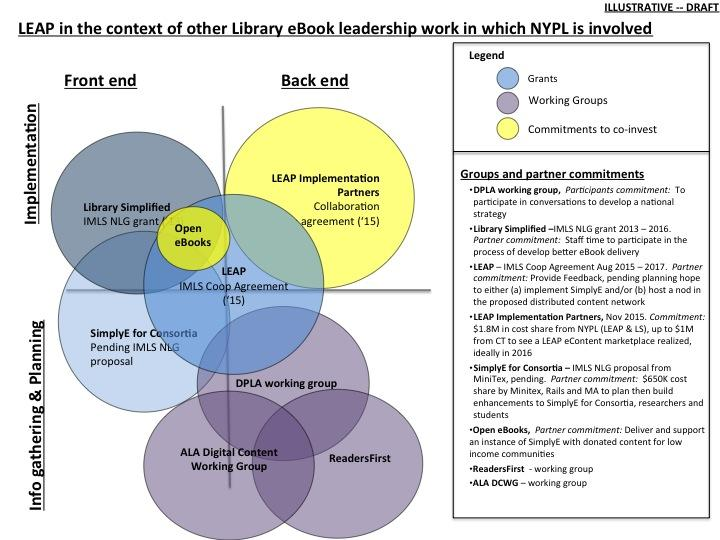 ILLUSTRATIVE -- DRAFT
LEAP in the context of other Library eBook leadership work in which NYPL is involved
Front end
Back end
Implementation
Info gathering & Planning
Library Simplified
IMLS NLG grant ('13)
Open
eBooks
LEAP Implementation
Partners
Collaboration
agreement ('15)
LEAP
IMLS Coop Agreement
('15)
SimplyE for Consortia
Pending IMLS NLG
proposal
DPLA working group
ALA Digital Content
Working Group
ReadersFirst
Legend
Grants
Working Groups
Commitments to co-invest
Groups and partner commitments
•DPLA working group, Participants commitment: To
participate in conversations to develop a national
strategy
•Library Simplified –IMLS NLG grant 2013 – 2016.
Partner commitment: Staff time to participate in the
process of develop better eBook delivery
•LEAP – IMLS Coop Agreement Aug 2015 – 2017. Partner
commitment: Provide Feedback, pending planning hope
to either (a) implement SimplyE and/or (b) host a nod in
the proposed distributed content network
•LEAP Implementation Partners, Nov 2015. Commitment:
$1.8M in cost share from NYPL (LEAP & LS), up to $1M
from CT to see a LEAP eContent marketplace realized,
ideally in 2016
•SimplyE for Consortia – IMLS NLG proposal from
MiniTex, pending. Partner commitment: $650K cost
share by Minitex, Rails and MA to plan then build
enhancements to SimplyE for Consortia, researchers and
students
•Open eBooks, Partner commitment: Deliver and support
an instance of SimplyE with donated content for low
income communities
•ReadersFirst - working group
•ALA DCWG – working group